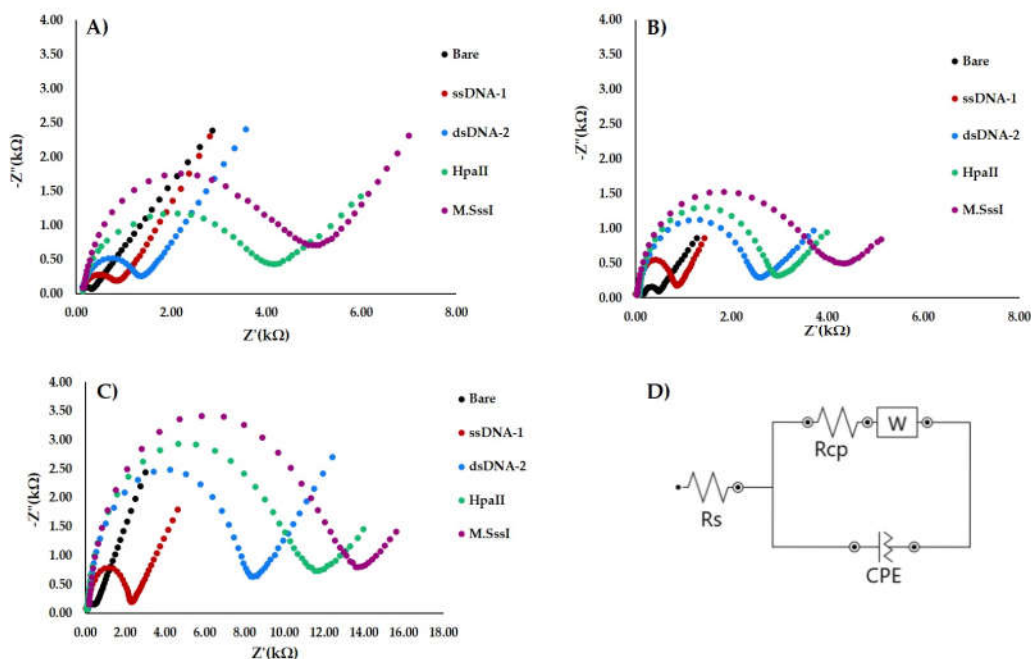 A)
4.00
3.50
3.00
2.50
2.00
1.50
1.00
0.50
0.00
-Z″(kΩ)
0.00 2.00 4.00 6.00 8.00
Z′(kΩ)
Bare
ssDNA-1
dsDNA-2
HpaII
M.SssI
B)
4.00
3.50
3.00
2.50
2.00
1.50
1.00
0.50
0.00
-Z″(kΩ)
0.00 2.00 4.00 6.00 8.00
Z′(kΩ)
Bare
ssDNA-1
dsDNA-2
HpaII
M.SssI
C)
4.00
3.50
3.00
2.50
2.00
1.50
1.00
0.50
0.00
-Z″(kΩ)
0.00 2.00 4.00 6.00 8.00 10.00 12.00 14.00 16.00 18.00
Z′(kΩ)
Bare
ssDNA-1
dsDNA-2
HpaII
M.SssI
D)
Rs
Rcp
W
CPE